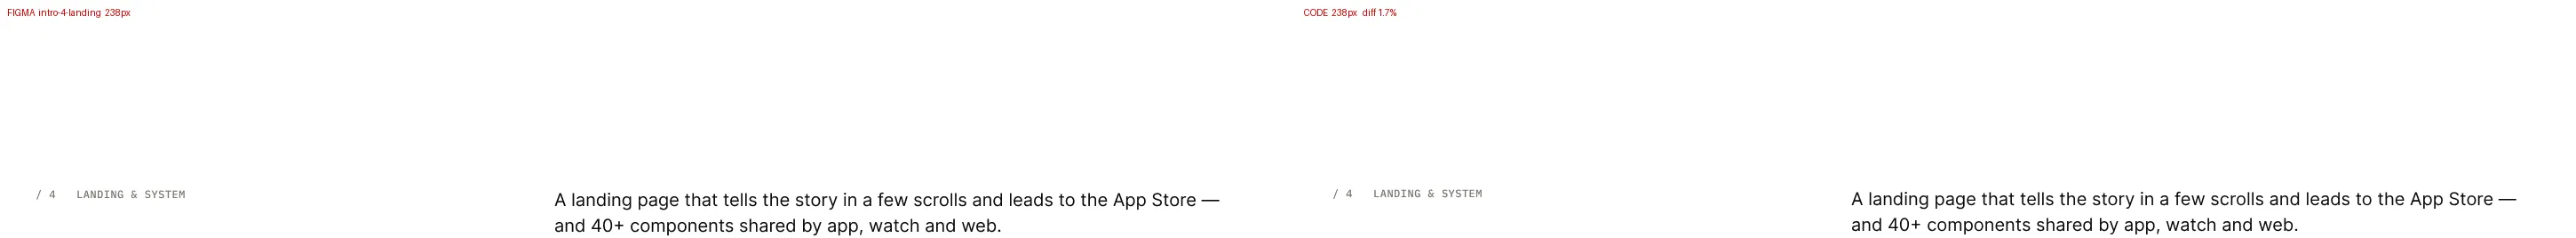 FIGMA intro-4-landing 238px
CODE 238px diff 1.7%
/ 4 LANDING & SYSTEM
A landing page that tells the story in a few scrolls and leads to the App Store —
and 40+ components shared by app, watch and web.
/ 4 LANDING & SYSTEM
A landing page that tells the story in a few scrolls and leads to the App Store —
and 40+ components shared by app, watch and web.